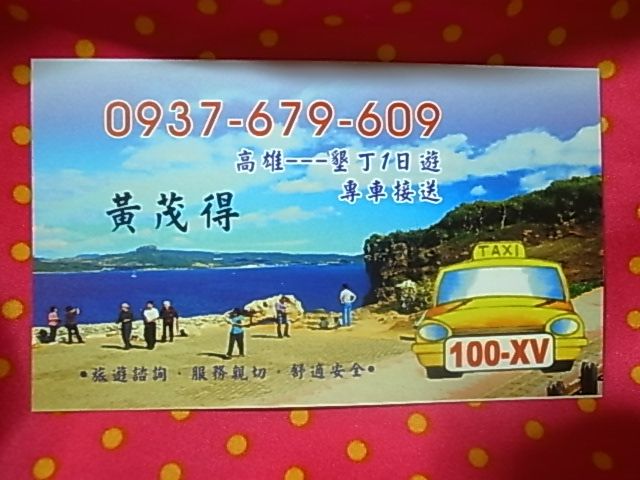 0937-679-609
高雄---墾丁1日遊
專車接送
黃茂得
TAXI
100-XV
•旅遊諮詢•服務親切•舒適安全•